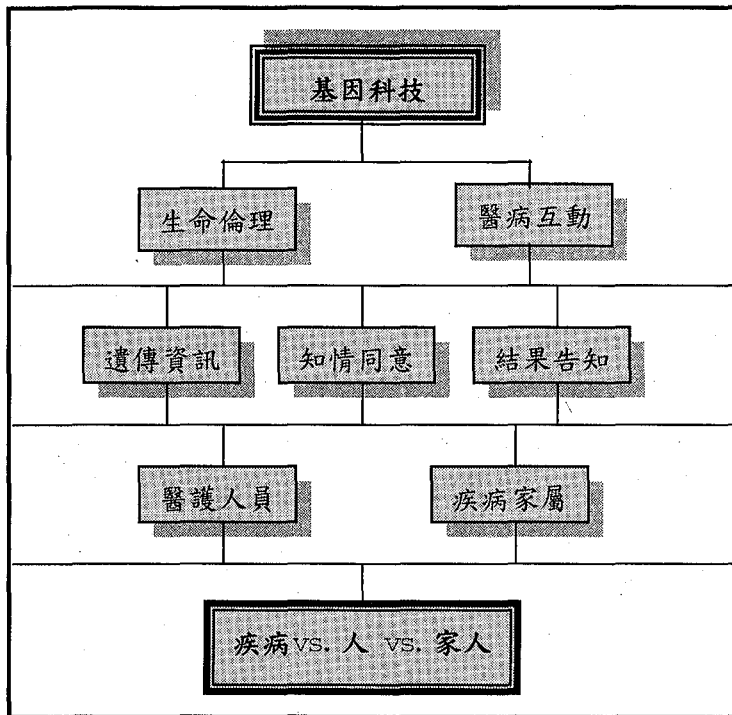 基因科技
生命倫理
醫病互動
遺傳資訊
知情同意
結果告知
醫護人員
疾病家屬
疾病vs.人 vs.家人